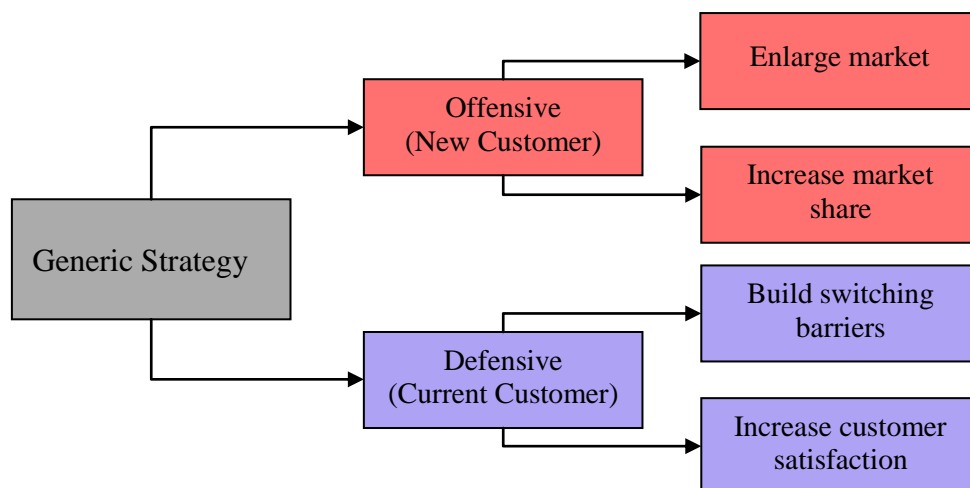 Enlarge market
Offensive
(New Customer)
Increase market
share
Generic Strategy
Build switching
barriers
Defensive
(Current Customer)
Increase customer
satisfaction